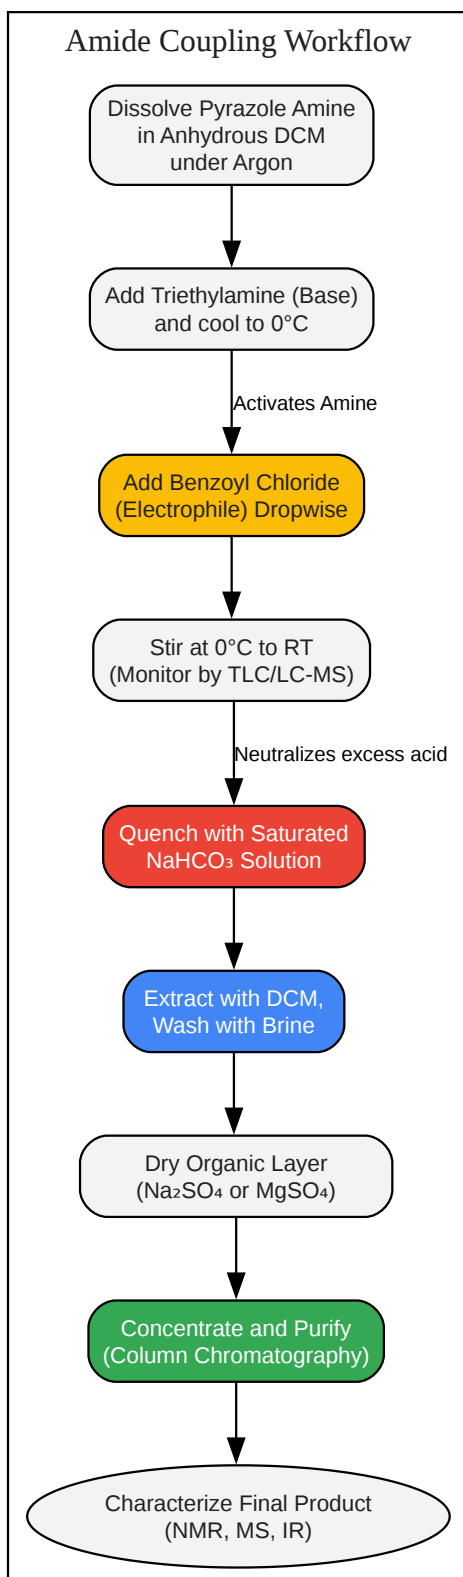 Amide Coupling Workflow
Dissolve Pyrazole Amine
in Anhydrous DCM
under Argon
Add Triethylamine (Base)
and cool to 0°C
Activates Amine
Add Benzoyl Chloride
(Electrophile) Dropwise
Stir at 0°C to RT
(Monitor by TLC/LC-MS)
Neutralizes excess acid
Quench with Saturated
NaHCO₃ Solution
Extract with DCM,
Wash with Brine
Dry Organic Layer
(Na₂SO₄ or MgSO₄)
Concentrate and Purify
(Column Chromatography)
Characterize Final Product
(NMR, MS, IR)